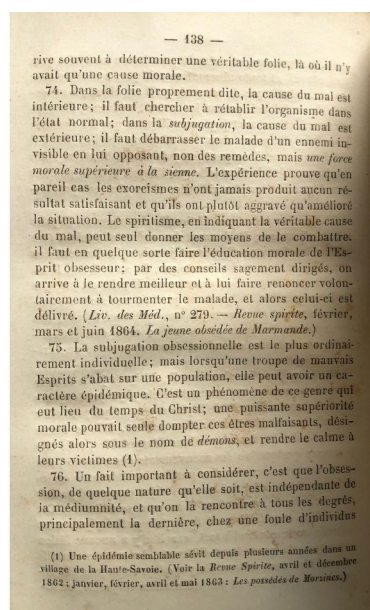 — 138 —
rive souvent à déterminer une véritable folie, là où il n'y
avait qu'une cause morale.
74. Dans la folie proprement dite, la cause du mal est
intérieure; il faut chercher à rétablir l'organisme dans
l'état normal; dans la subjugation, la cause du mal est
extérieure; il faut débarrasser le malade d'un ennemi in-
visible en lui opposant, non des remèdes, mais une force
morale supérieure à la sienne. L'expérience prouve qu'en
pareil cas les exorcismes n'ont jamais produit aucun ré-
sultat satisfaisant et qu'ils ont plutôt aggravé qu'amélioré
la situation. Le spiritisme, en indiquant la véritable cause
du mal, peut seul donner les moyens de le combattre.
il faut en quelque sorte faire l'éducation morale de l'Es-
prit obsesseur; par des conseils sagement dirigés, on
arrive à le rendre meilleur et à lui faire renoncer volon-
tairement à tourmenter le malade, et alors celui-ci est
délivré. (Liv. des Méd., n° 279. — Revue spirite, février,
mars et juin 1864. La jeune obsédée de Marmande.)
75. La subjugation obsessionnelle est le plus ordinai-
rement individuelle; mais lorsqu'une troupe de mauvais
Esprits s'abat sur une population, elle peut avoir un ca-
ractère épidémique. C'est un phénomène de ce genre qui
eut lieu du temps du Christ; une puissante supériorité
morale pouvait seule dompter ces êtres malfaisants, dési-
gnés alors sous le nom de démons, et rendre le calme à
leurs victimes (1).
76. Un fait important à considérer, c'est que l'obses-
sion, de quelque nature qu'elle soit, est indépendante de
la médiumnité, et qu'on la rencontre à tous les degrés,
principalement la dernière, chez une foule d'individus
(1) Une épidémie semblable sévit depuis plusieurs années dans un
village de la Haute-Savoie. (Voir la Revue Spirite, avril et décembre
1862; janvier, février, avril et mai 1863 : Les possédés de Morzines.)